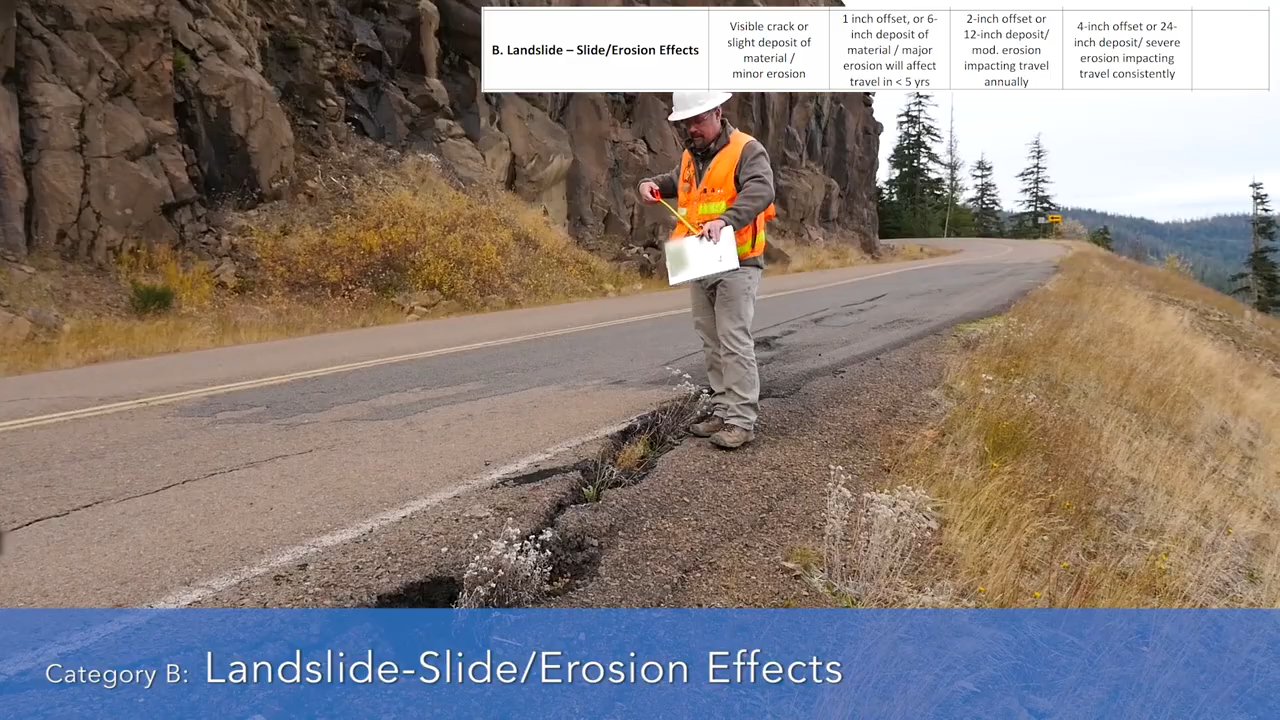 B. Landslide – Slide/Erosion Effects
Visible crack or
slight deposit of
material /
minor erosion
1 inch offset, or 6-
inch deposit of
material / major
erosion will affect
travel in < 5 yrs
2-inch offset or
12-inch deposit/
mod. erosion
impacting travel
annually
4-inch offset or 24-
inch deposit/ severe
erosion impacting
travel consistently
Category B: Landslide-Slide/Erosion Effects